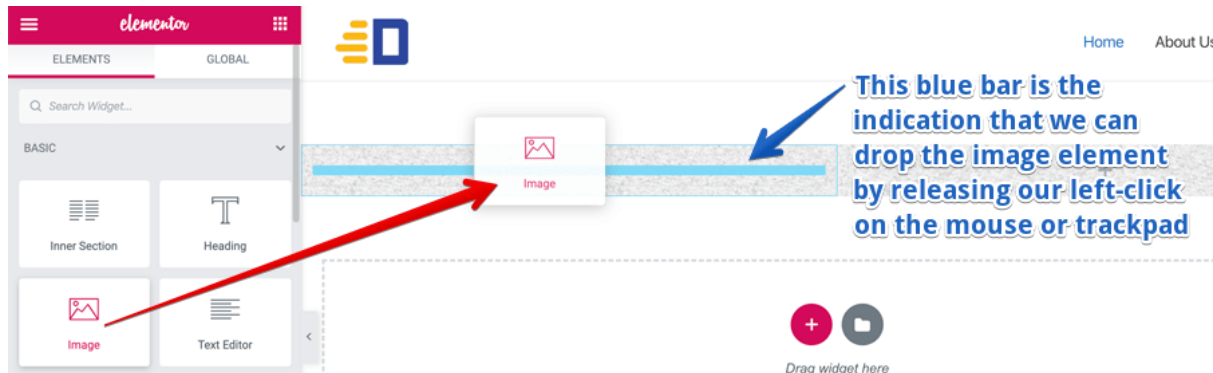 elementor
ELEMENTS GLOBAL
Search Widget...
BASIC
Inner Section Heading
Image Text Editor
Home About Us
Image
This blue bar is the
indication that we can
drop the image element
by releasing our left-click
on the mouse or trackpad
Drag widget here